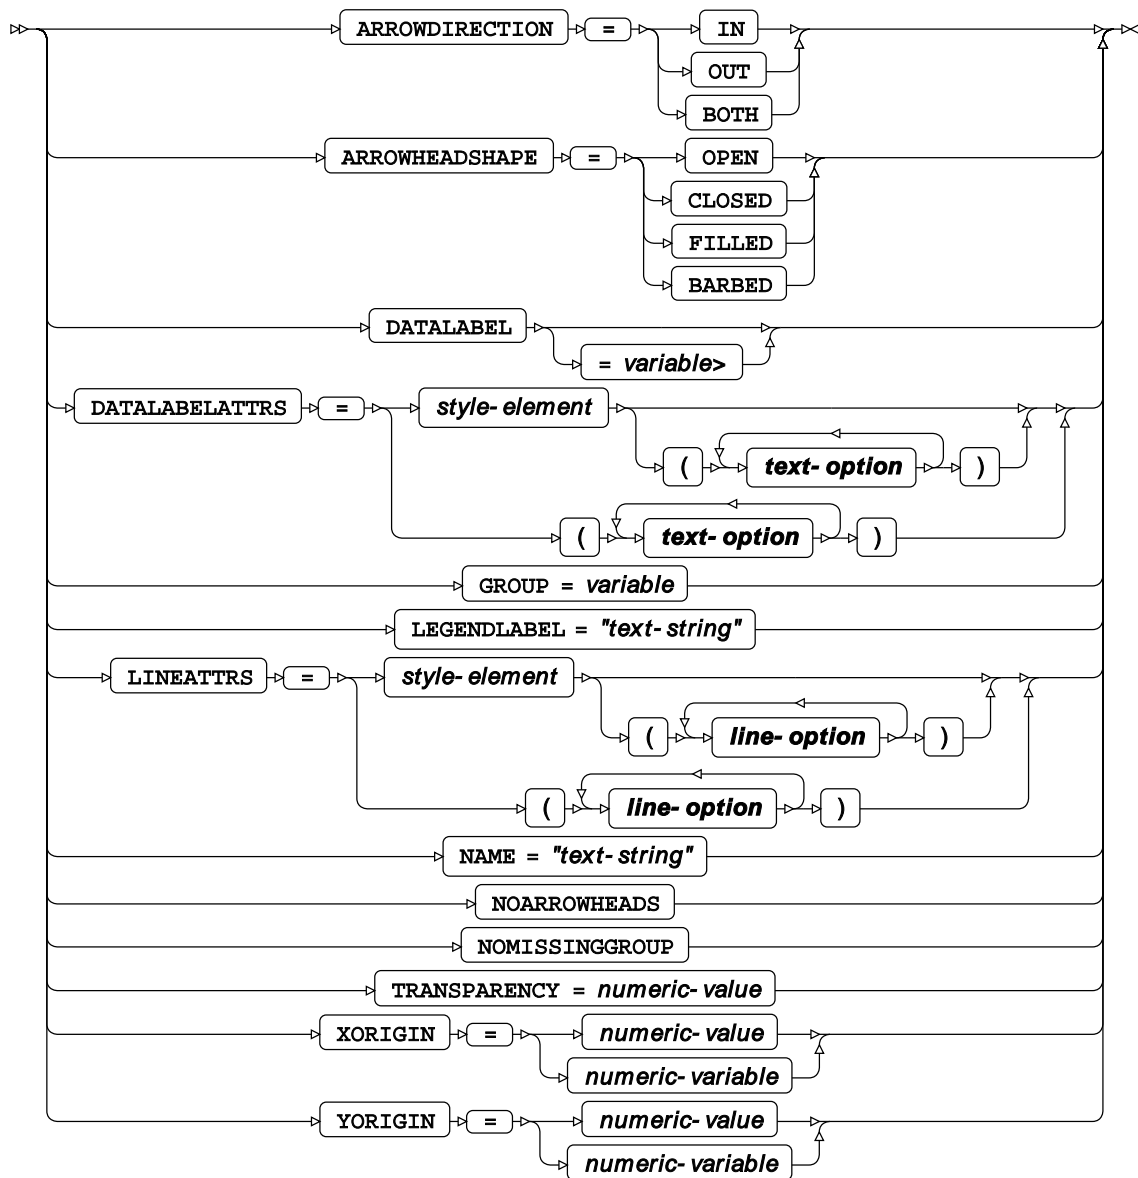 ARROWDIRECTION = IN
OUT
BOTH
ARROWHEADSHAPE = OPEN
CLOSED
FILLED
BARBED
DATALABEL
= variable>
DATALABELATTRS = style-element
( text-option )
( text-option )
GROUP = variable
LEGENDLABEL = "text-string"
LINEATTRS = style-element
( line-option )
( line-option )
NAME = "text-string"
NOARROWHEADS
NOMISSINGGROUP
TRANSPARENCY = numeric-value
XORIGIN = numeric-value
numeric-variable
YORIGIN = numeric-value
numeric-variable